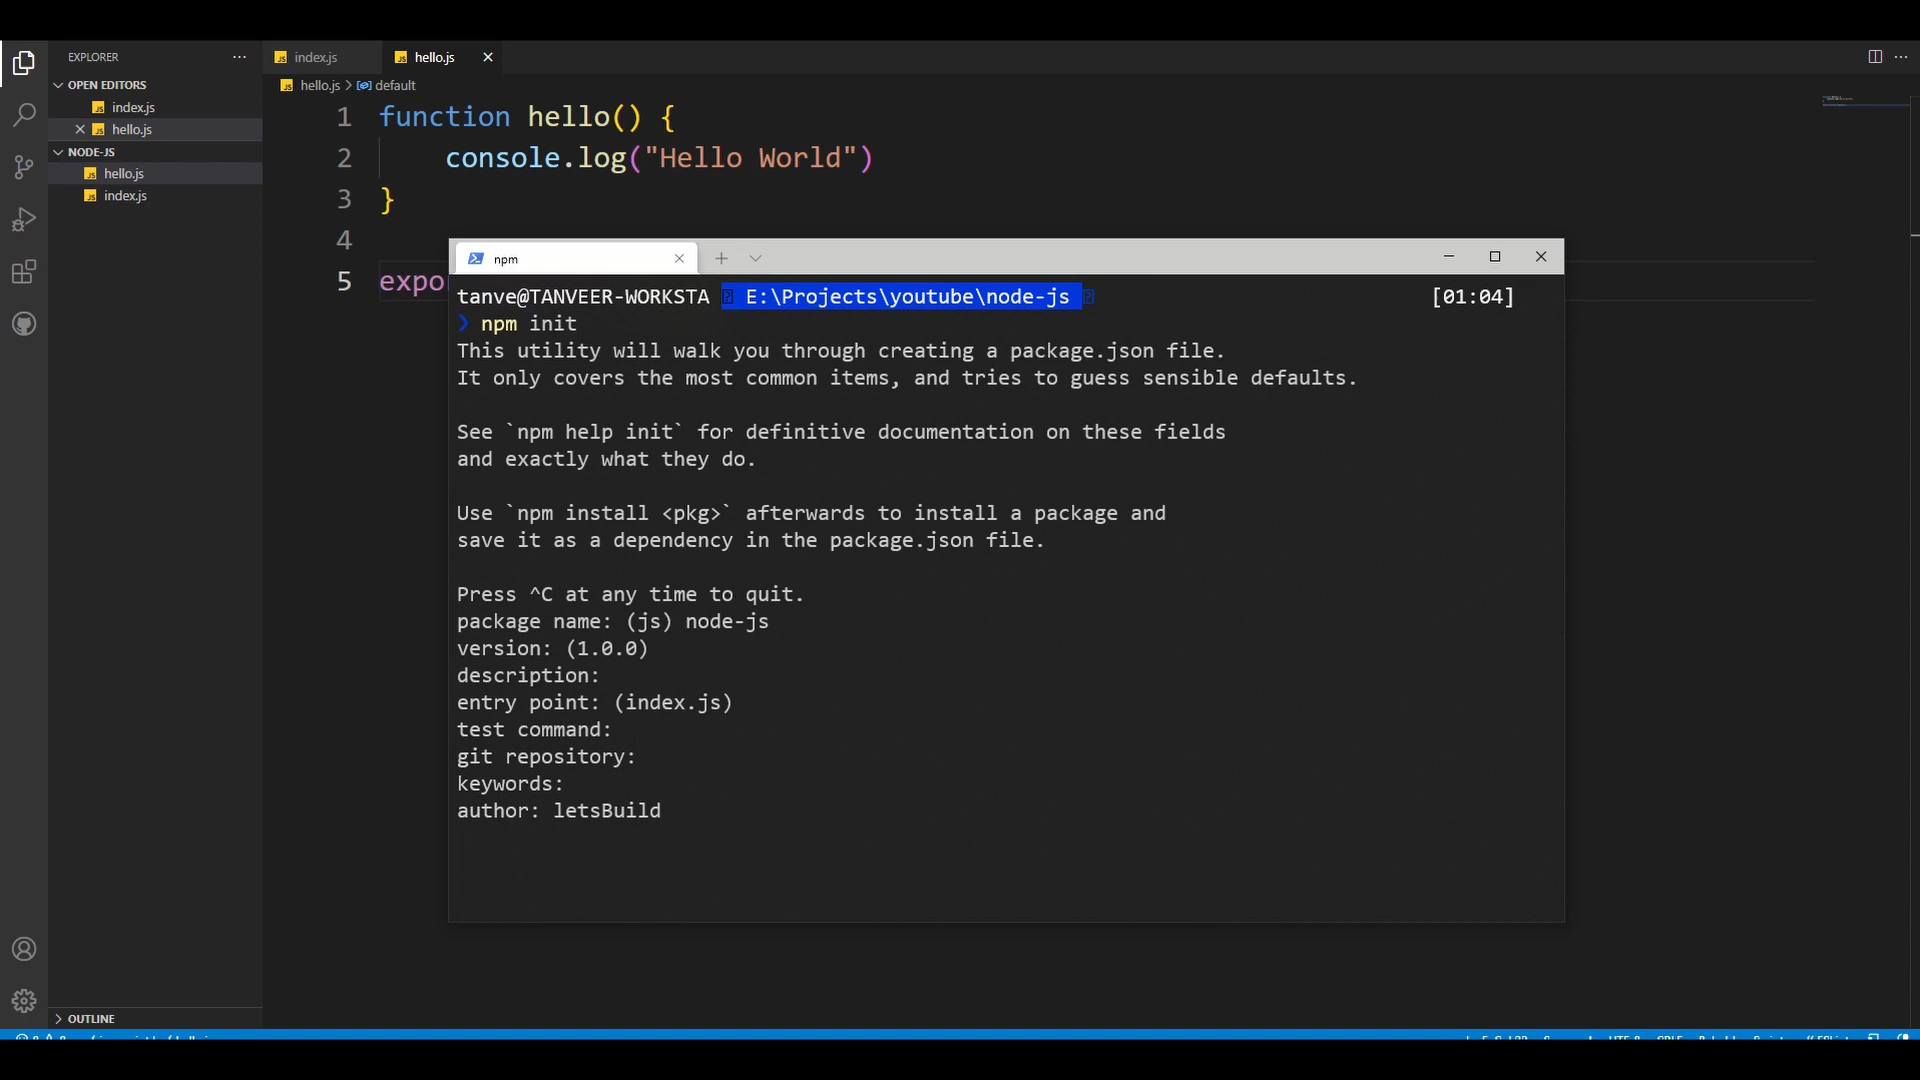 EXPLORER
index.js
hello.js
OPEN EDITORS
hello.js
default
index.js
hello.js
NODE-JS
hello.js
index.js
1 function hello() {
2 console.log("Hello World")
3 }
4
5 expo
npm
tanve@TANVEER-WORKSTA E:\Projects\youtube\node-js [01:04]
❯ npm init
This utility will walk you through creating a package.json file.
It only covers the most common items, and tries to guess sensible defaults.
See `npm help init` for definitive documentation on these fields
and exactly what they do.
Use `npm install <pkg>` afterwards to install a package and
save it as a dependency in the package.json file.
Press ^C at any time to quit.
package name: (js) node-js
version: (1.0.0)
description:
entry point: (index.js)
test command:
git repository:
keywords:
author: letsBuild
OUTLINE